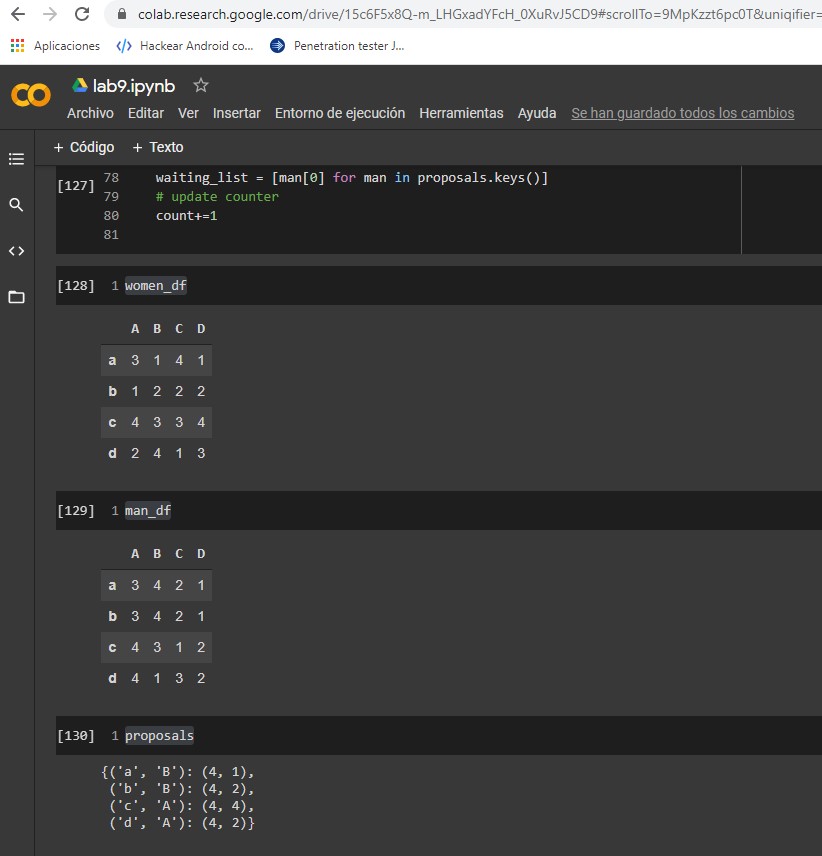 colab.research.google.com/drive/15c6F5x8Q-m_LHGxadYFcH_0XuRvJ5CD9#scrollTo=9MpKzzt6pc0T&uniqifier=
Aplicaciones Hackear Android co... Penetration tester J...
CO lab9.ipynb
Archivo Editar Ver Insertar Entorno de ejecución Herramientas Ayuda Se han guardado todos los cambios
+ Código + Texto
[127] 78 waiting_list = [man[0] for man in proposals.keys()]
79 # update counter
80 count+=1
81
[128] 1 women_df
A B C D
a 3 1 4 1
b 1 2 2 2
c 4 3 3 4
d 2 4 1 3
[129] 1 man_df
A B C D
a 3 4 2 1
b 3 4 2 1
c 4 3 1 2
d 4 1 3 2
[130] 1 proposals
{('a', 'B'): (4, 1),
('b', 'B'): (4, 2),
('c', 'A'): (4, 4),
('d', 'A'): (4, 2)}